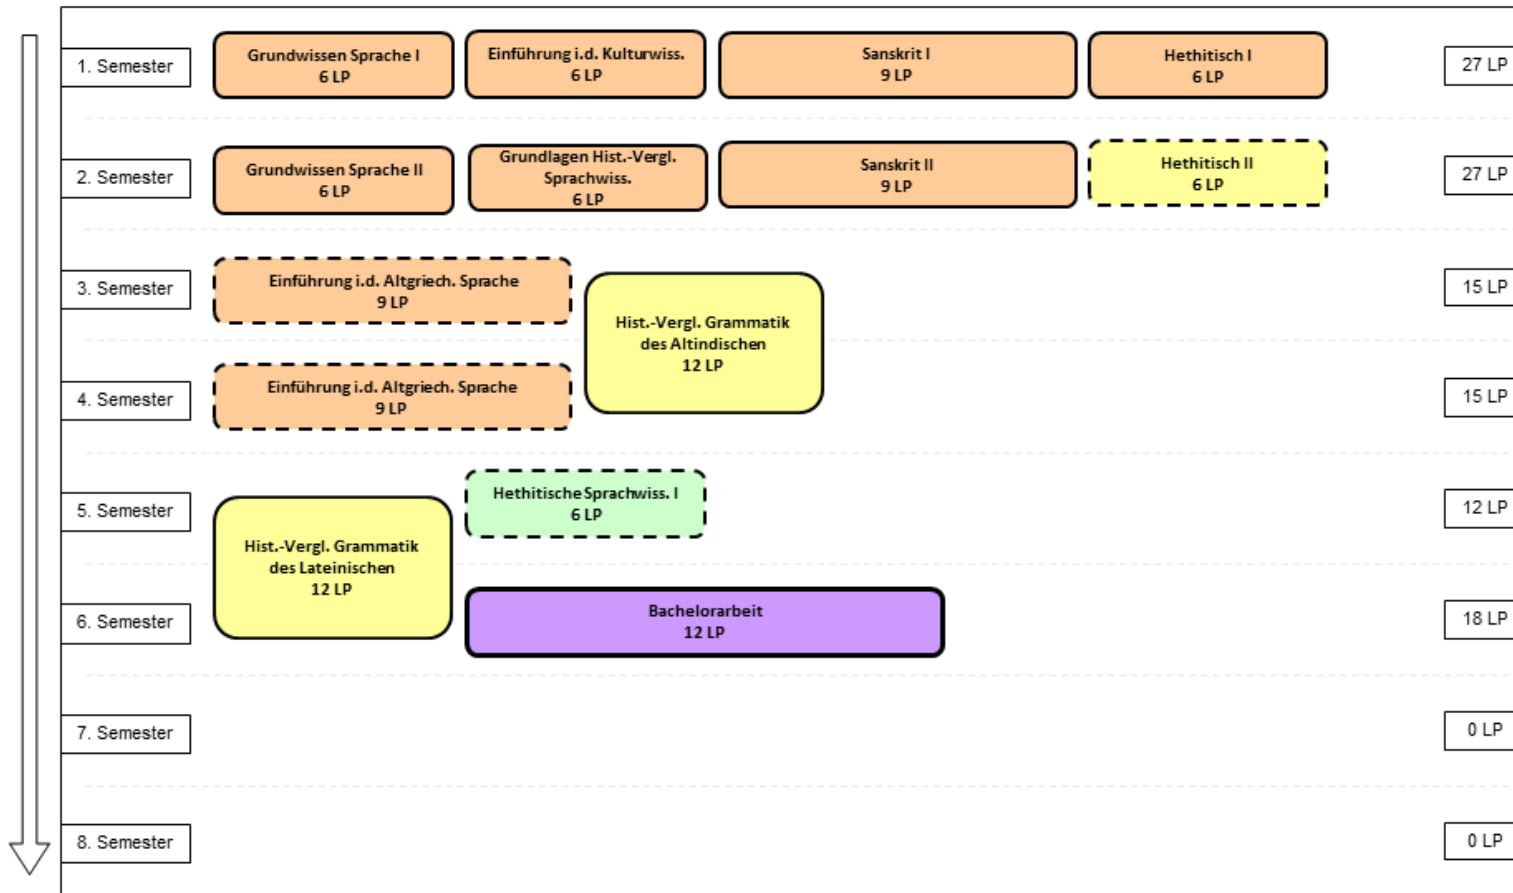 1. Semester
Grundwissen Sprache I
6 LP
Einführung i.d. Kulturwiss.
6 LP
Sanskrit I
9 LP
Hethitisch I
6 LP
27 LP
2. Semester
Grundwissen Sprache II
6 LP
Grundlagen Hist.-Vergl.
Sprachwiss.
6 LP
Sanskrit II
9 LP
Hethitisch II
6 LP
27 LP
3. Semester
Einführung i.d. Altgriech. Sprache
9 LP
Hist.-Vergl. Grammatik
des Altindischen
12 LP
15 LP
4. Semester
Einführung i.d. Altgriech. Sprache
9 LP
15 LP
5. Semester
Hist.-Vergl. Grammatik
des Lateinischen
12 LP
Hethitische Sprachwiss. I
6 LP
12 LP
6. Semester
Bachelorarbeit
12 LP
18 LP
7. Semester
0 LP
8. Semester
0 LP